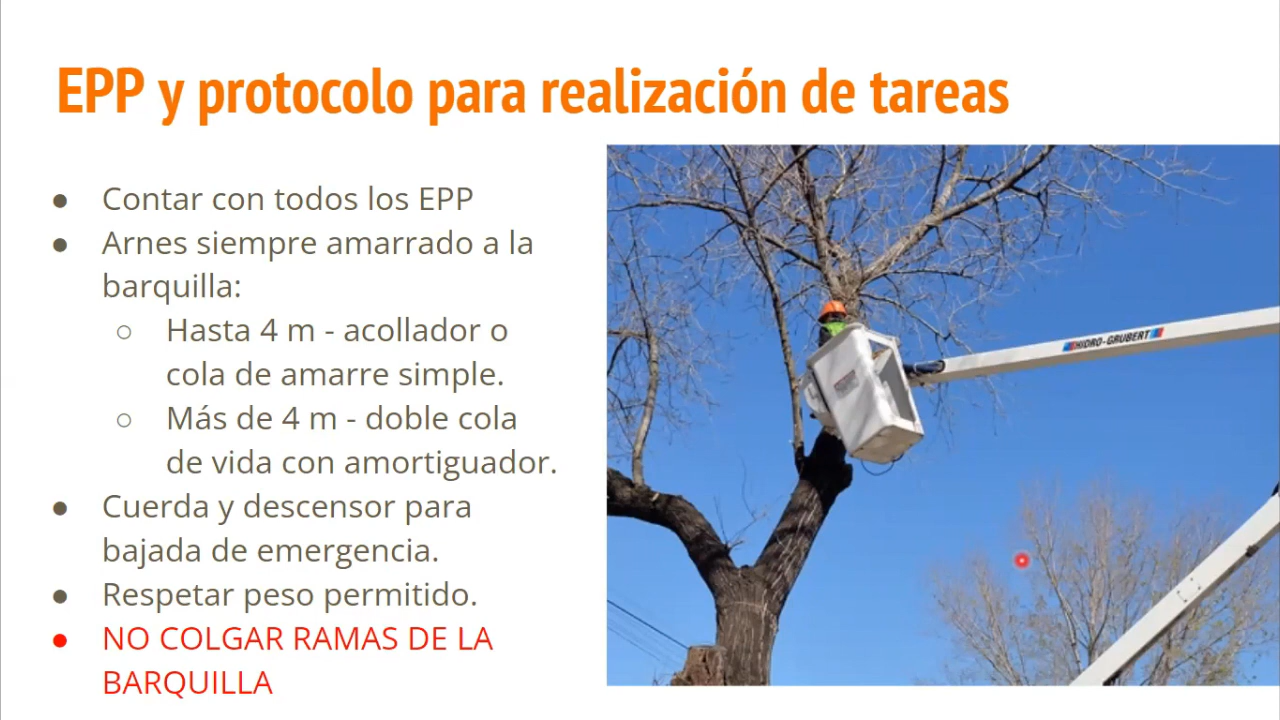 EPP y protocolo para realización de tareas
● Contar con todos los EPP
● Arnes siempre amarrado a la
barquilla:
○ Hasta 4 m - acollador o
cola de amarre simple.
○ Más de 4 m - doble cola
de vida con amortiguador.
● Cuerda y descensor para
bajada de emergencia.
● Respetar peso permitido.
● NO COLGAR RAMAS DE LA
BARQUILLA
HIDRO-GRUBERT